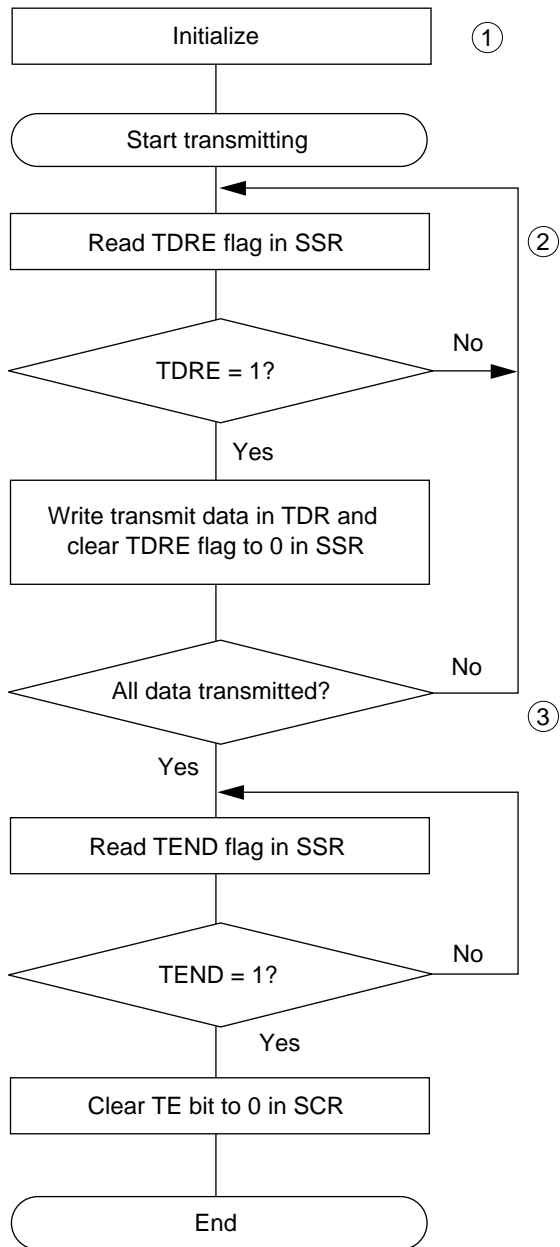 Initialize
1
Start transmitting
Read TDRE flag in SSR
2
TDRE = 1?
No
Yes
Write transmit data in TDR and
clear TDRE flag to 0 in SSR
All data transmitted?
No
3
Yes
Read TEND flag in SSR
TEND = 1?
No
Yes
Clear TE bit to 0 in SCR
End